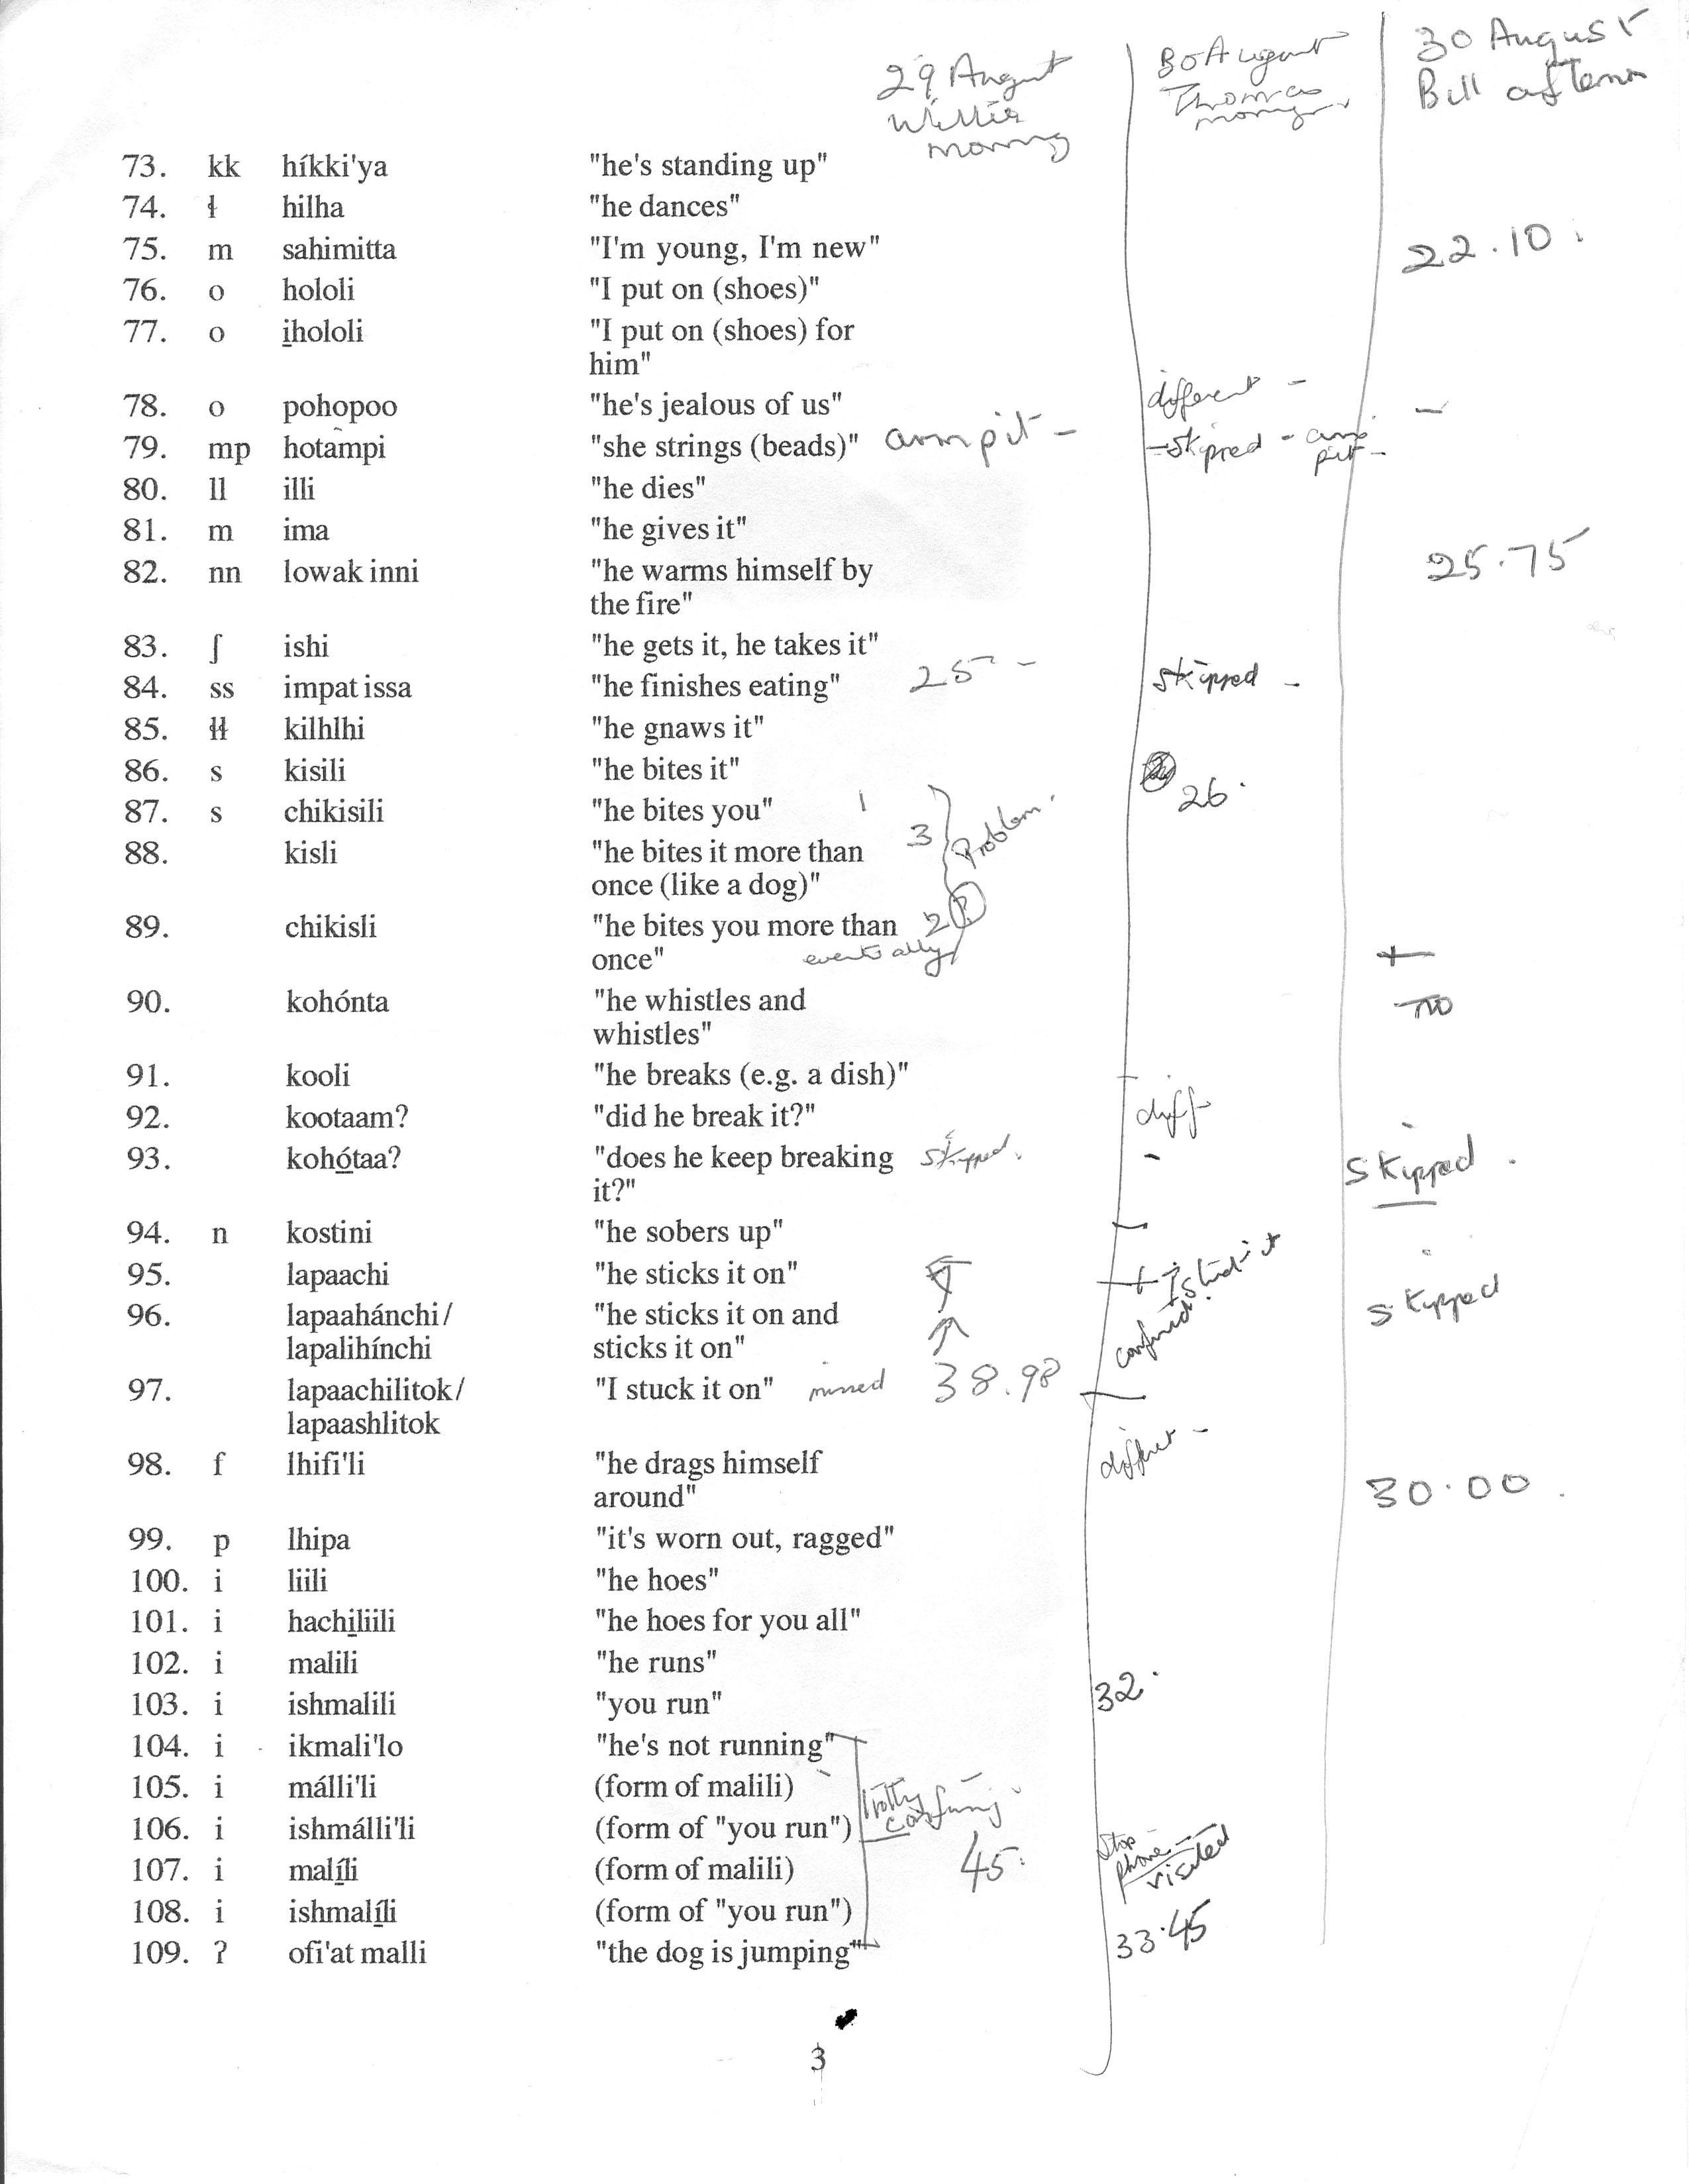 29 August
Willie
morning
30 August
Thomas
morning
30 August
Bill aftern
73. kk híkki'ya "he's standing up"
74. ɬ hilha "he dances"
75. m sahimitta "I'm young, I'm new"
22.10.
76. o hololi "I put on (shoes)"
77. o i̱hololi "I put on (shoes) for
him"
78. o pohopoo "he's jealous of us" different - -
79. mp hotampi "she strings (beads)" armpit - - skipped - arm
pit -
80. ll illi "he dies"
81. m ima "he gives it"
82. nn lowak inni "he warms himself by 25.75
the fire"
83. ʃ ishi "he gets it, he takes it"
84. ss impat issa "he finishes eating" 25 - skipped -
85. ɬɬ kilhlhi "he gnaws it"
86. s kisili "he bites it" 26.
87. s chikisili "he bites you" 1
Problem.
88. kisli "he bites it more than 3
once (like a dog)"
89. chikisli "he bites you more than 2 ?
once" eventually
90. kohónta "he whistles and no
whistles"
91. kooli "he breaks (e.g. a dish)"
92. kootaam? "did he break it?" diff -
93. kohó̱taa? "does he keep breaking skipped. - skipped.
it?"
94. n kostini "he sobers up"
95. lapaachi "he sticks it on"
96. lapaahánchi/ "he sticks it on and confused skipped
lapalihínchi sticks it on"
97. lapaachilitok/ "I stuck it on" missed 38.98
lapaashlitok
98. f lhifi'li "he drags himself different - 30.00.
around"
99. p lhipa "it's worn out, ragged"
100. i liili "he hoes"
101. i hachi̱liili "he hoes for you all"
102. i malili "he runs"
103. i ishmalili "you run" 32.
104. i ikmali'lo "he's not running"
105. i málli'li (form of malili)
106. i ishmálli'li (form of "you run") confusing
107. i malí̱li (form of malili) 45. stop
phone
visited
108. i ishmalí̱li (form of "you run")
109. ? ofi'at malli "the dog is jumping" 33.45
3